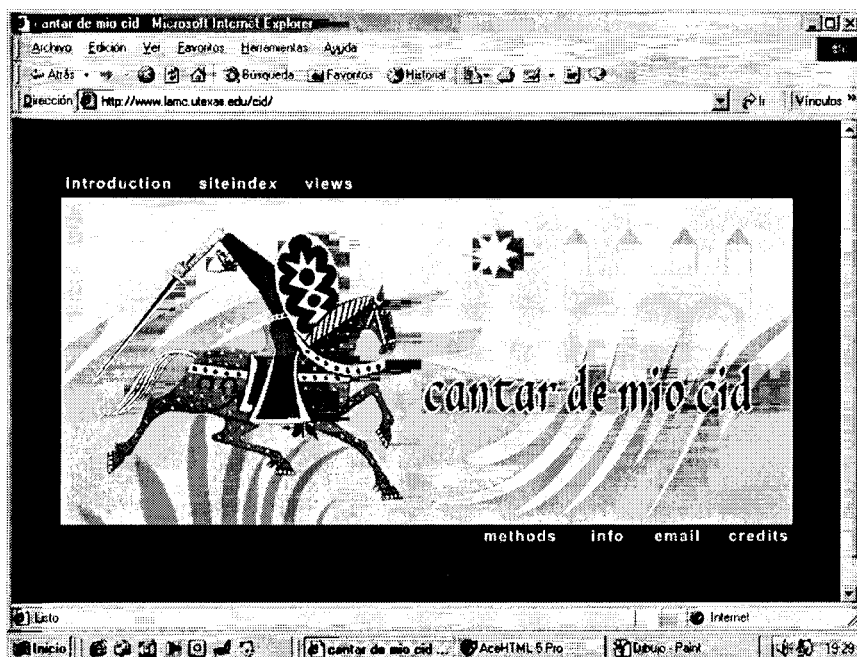 cantar de mio cid - Microsoft Internet Explorer
Archivo Edición Ver Favoritos Herramientas Ayuda
Atrás Búsqueda Favoritos Historial
Dirección http://www.lamc.utexas.edu/cid/ Ir Vínculos »
introduction siteindex views
cantar de mio cid
methods info email credits
Listo Internet
Inicio cantar de mio cid ... AceHTML 5 Pro Dibujo - Paint 19:29